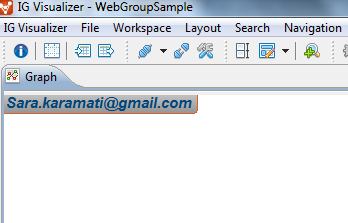 IG Visualizer - WebGroupSample
IG Visualizer File Workspace Layout Search Navigation
Graph
Sara.karamati@gmail.com